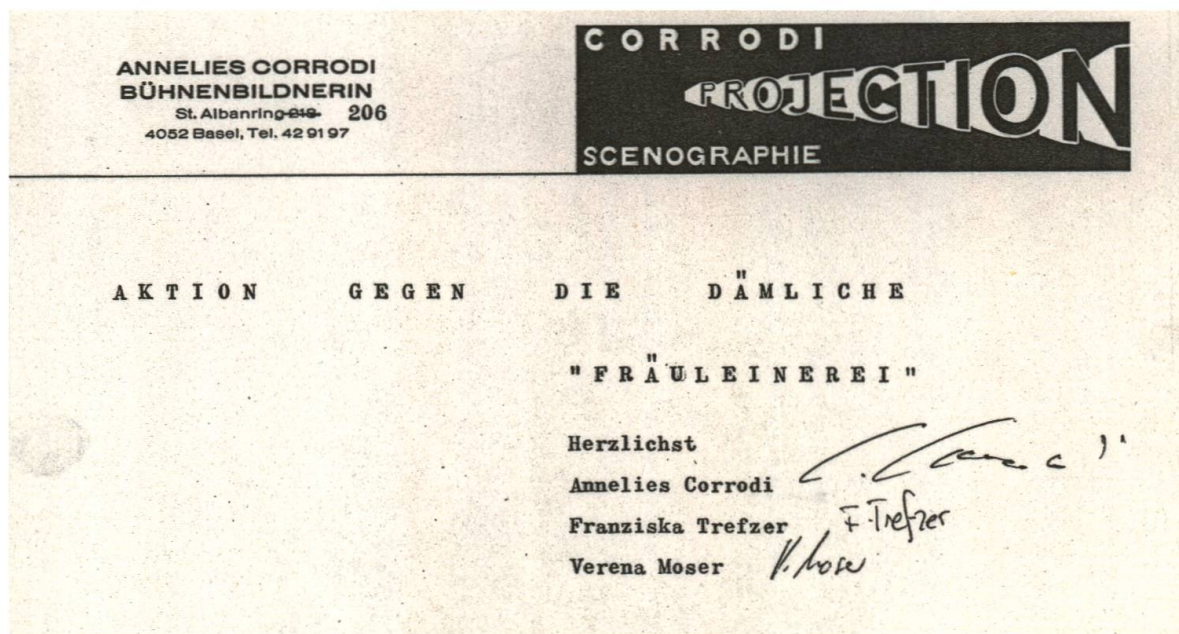 ANNELIES CORRODI
BÜHNENBILDNERIN
St. Albanring 218 206
4052 Basel, Tel. 42 91 97
CORRODI
PROJECTION
SCENOGRAPHIE
AKTION GEGEN DIE DÄMLICHE
"FRÄULEINEREI"
Herzlichst
Annelies Corrodi
Franziska Trefzer F. Trefzer
Verena Moser V. Moser